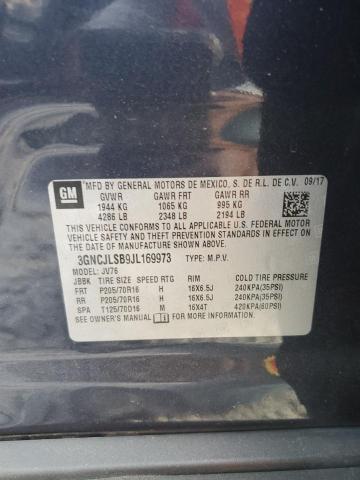 GM
MFD BY GENERAL MOTORS DE MEXICO, S. DE R.L. DE C.V. 09/17
GVWR GAWR FRT GAWR RR
1944 KG 1065 KG 995 KG
4286 LB 2348 LB 2194 LB
THIS VEHICLE CONFORMS TO ALL APPLICABLE U.S. FEDERAL MOTOR
VEHICLE SAFETY AND THEFT PREVENTION STANDARDS IN EFFECT ON
THE DATE OF MANUFACTURE SHOWN ABOVE.
3GNCJLSB9JL169973 TYPE: M.P.V.
MODEL: JV76
JBBK TIRE SIZE SPEED RTG RIM COLD TIRE PRESSURE
FRT P205/70R16 H 16X6.5J 240KPA(35PSI)
RR P205/70R16 H 16X6.5J 240KPA(35PSI)
SPA T125/70D16 M 16X4T 420KPA(60PSI)
SEE OWNER'S MANUAL FOR MORE INFORMATION